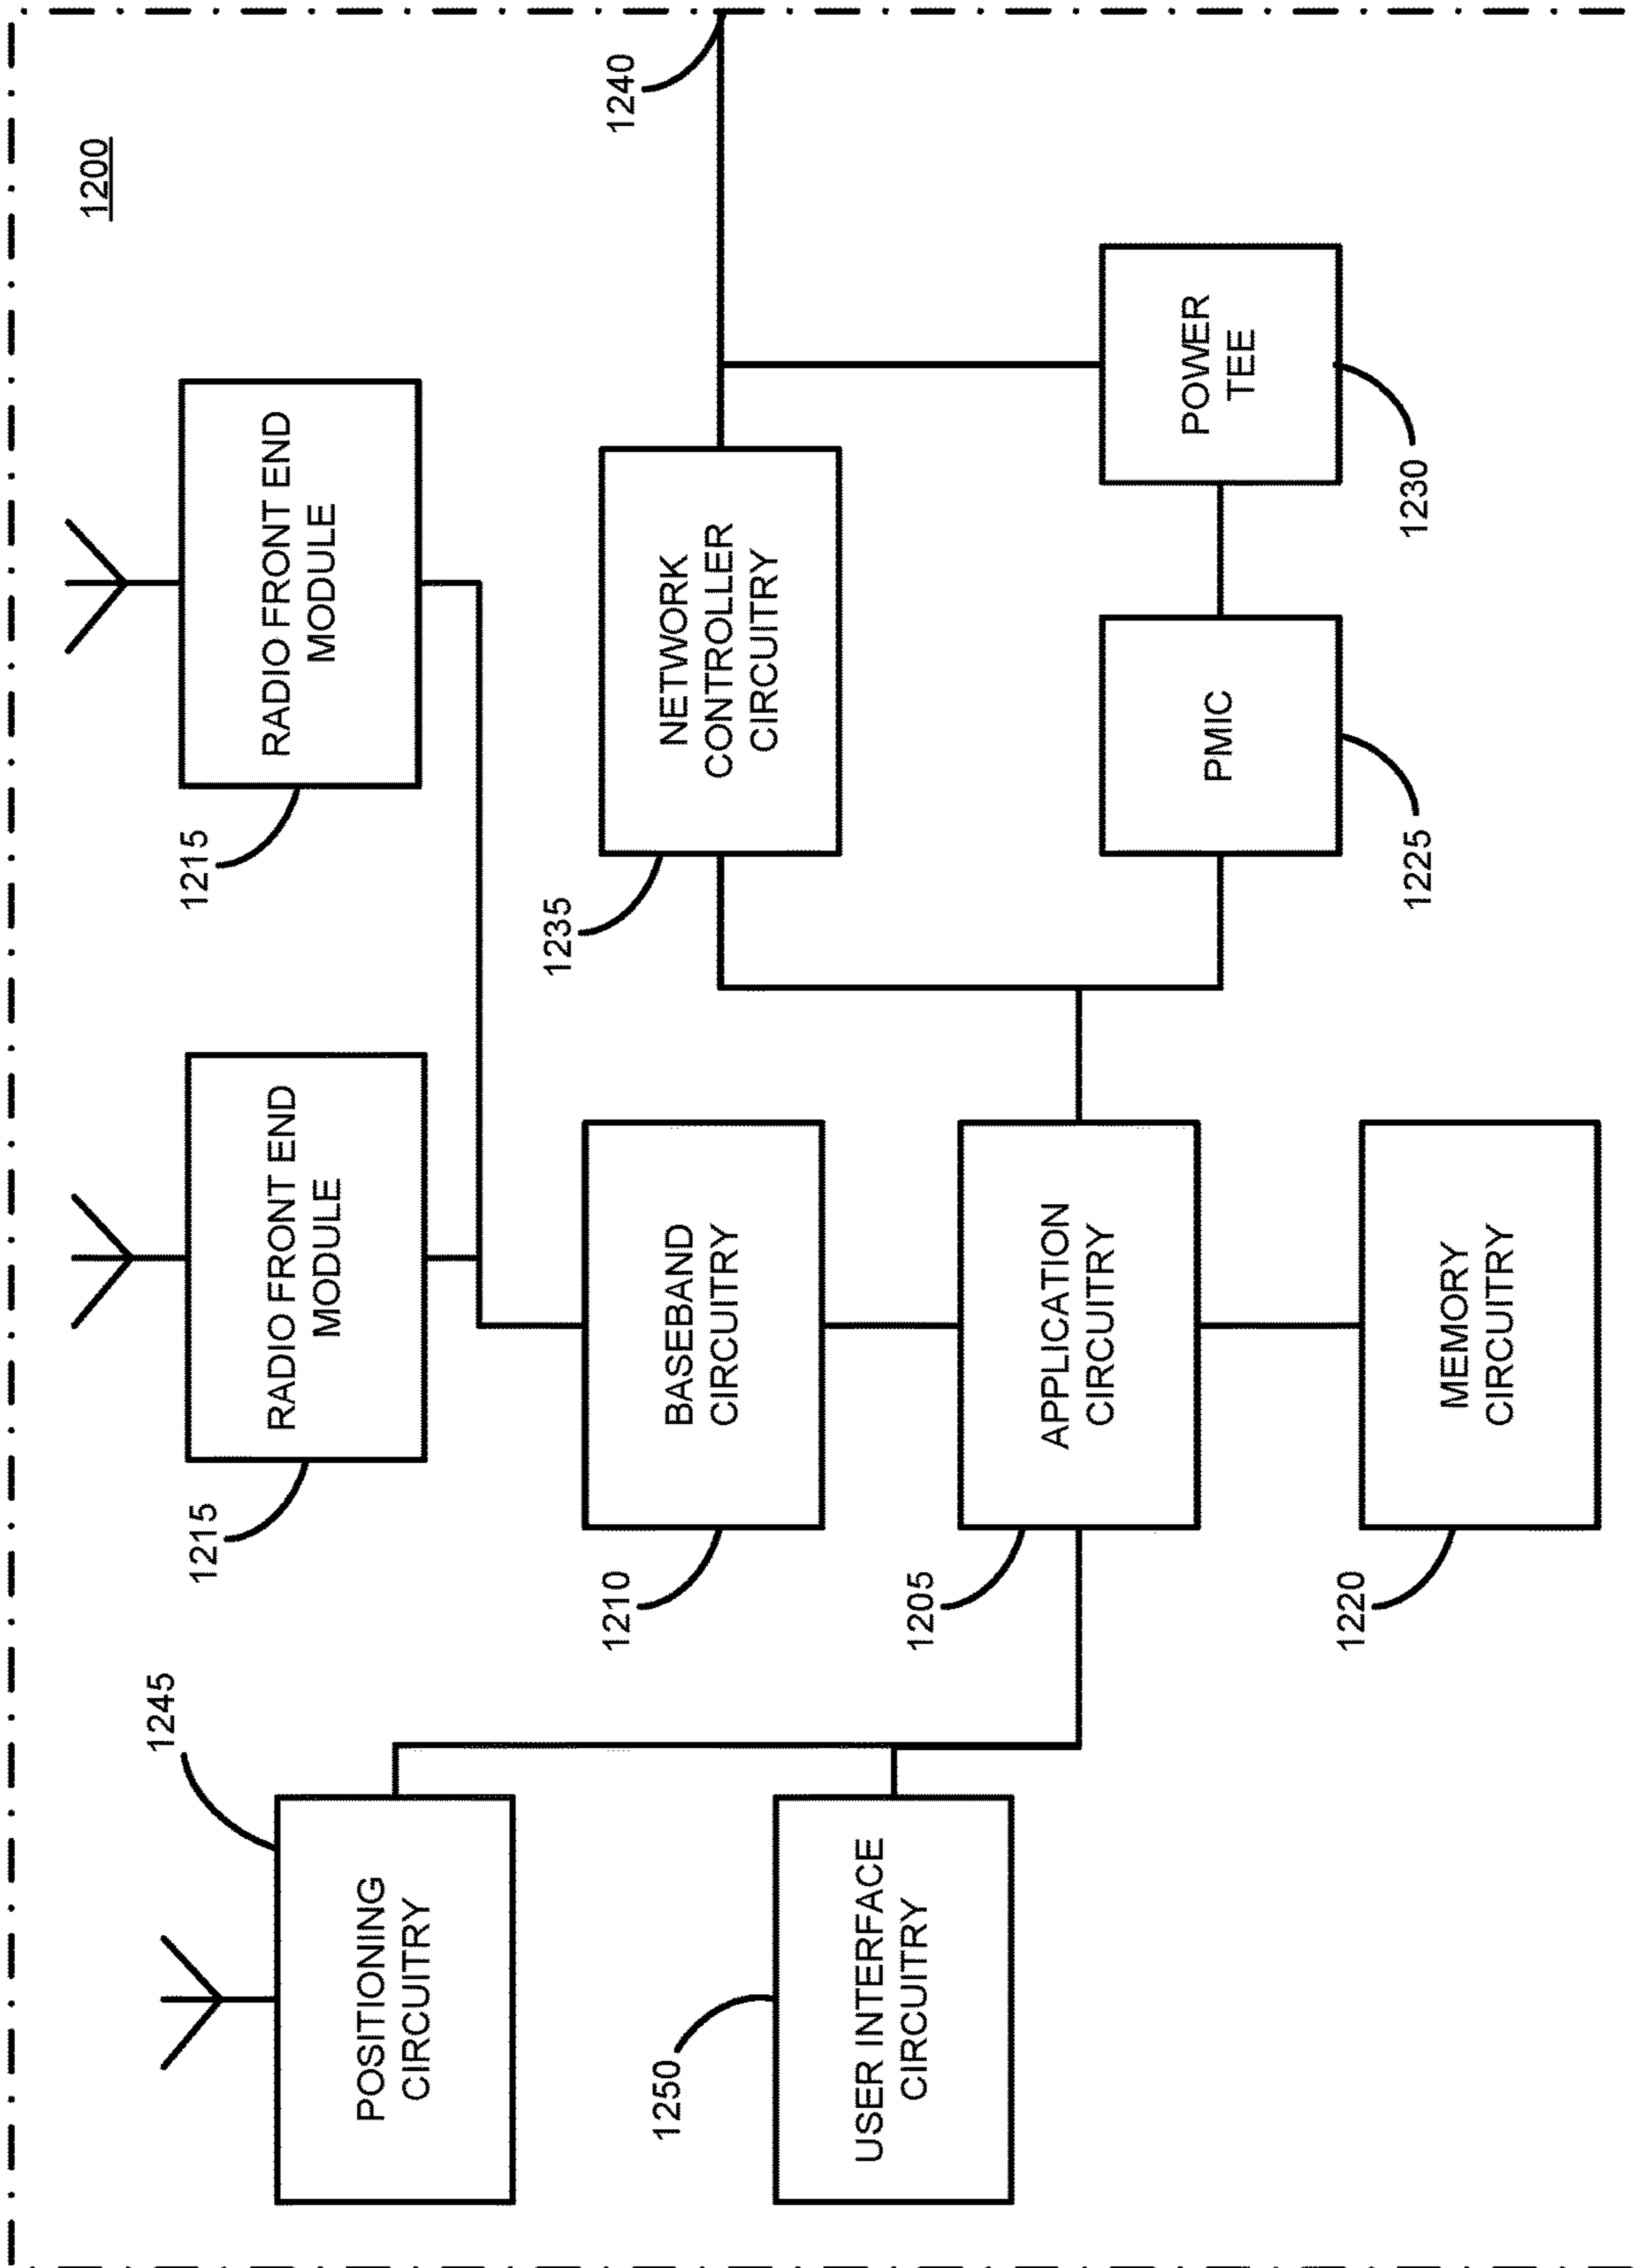 1200
1245
POSITIONING
CIRCUITRY
1250
USER INTERFACE
CIRCUITRY
1215
RADIO FRONT END
MODULE
1215
RADIO FRONT END
MODULE
1210
BASEBAND
CIRCUITRY
1205
APPLICATION
CIRCUITRY
1220
MEMORY
CIRCUITRY
1235
NETWORK
CONTROLLER
CIRCUITRY
1240
PMIC
1225
POWER
TEE
1230